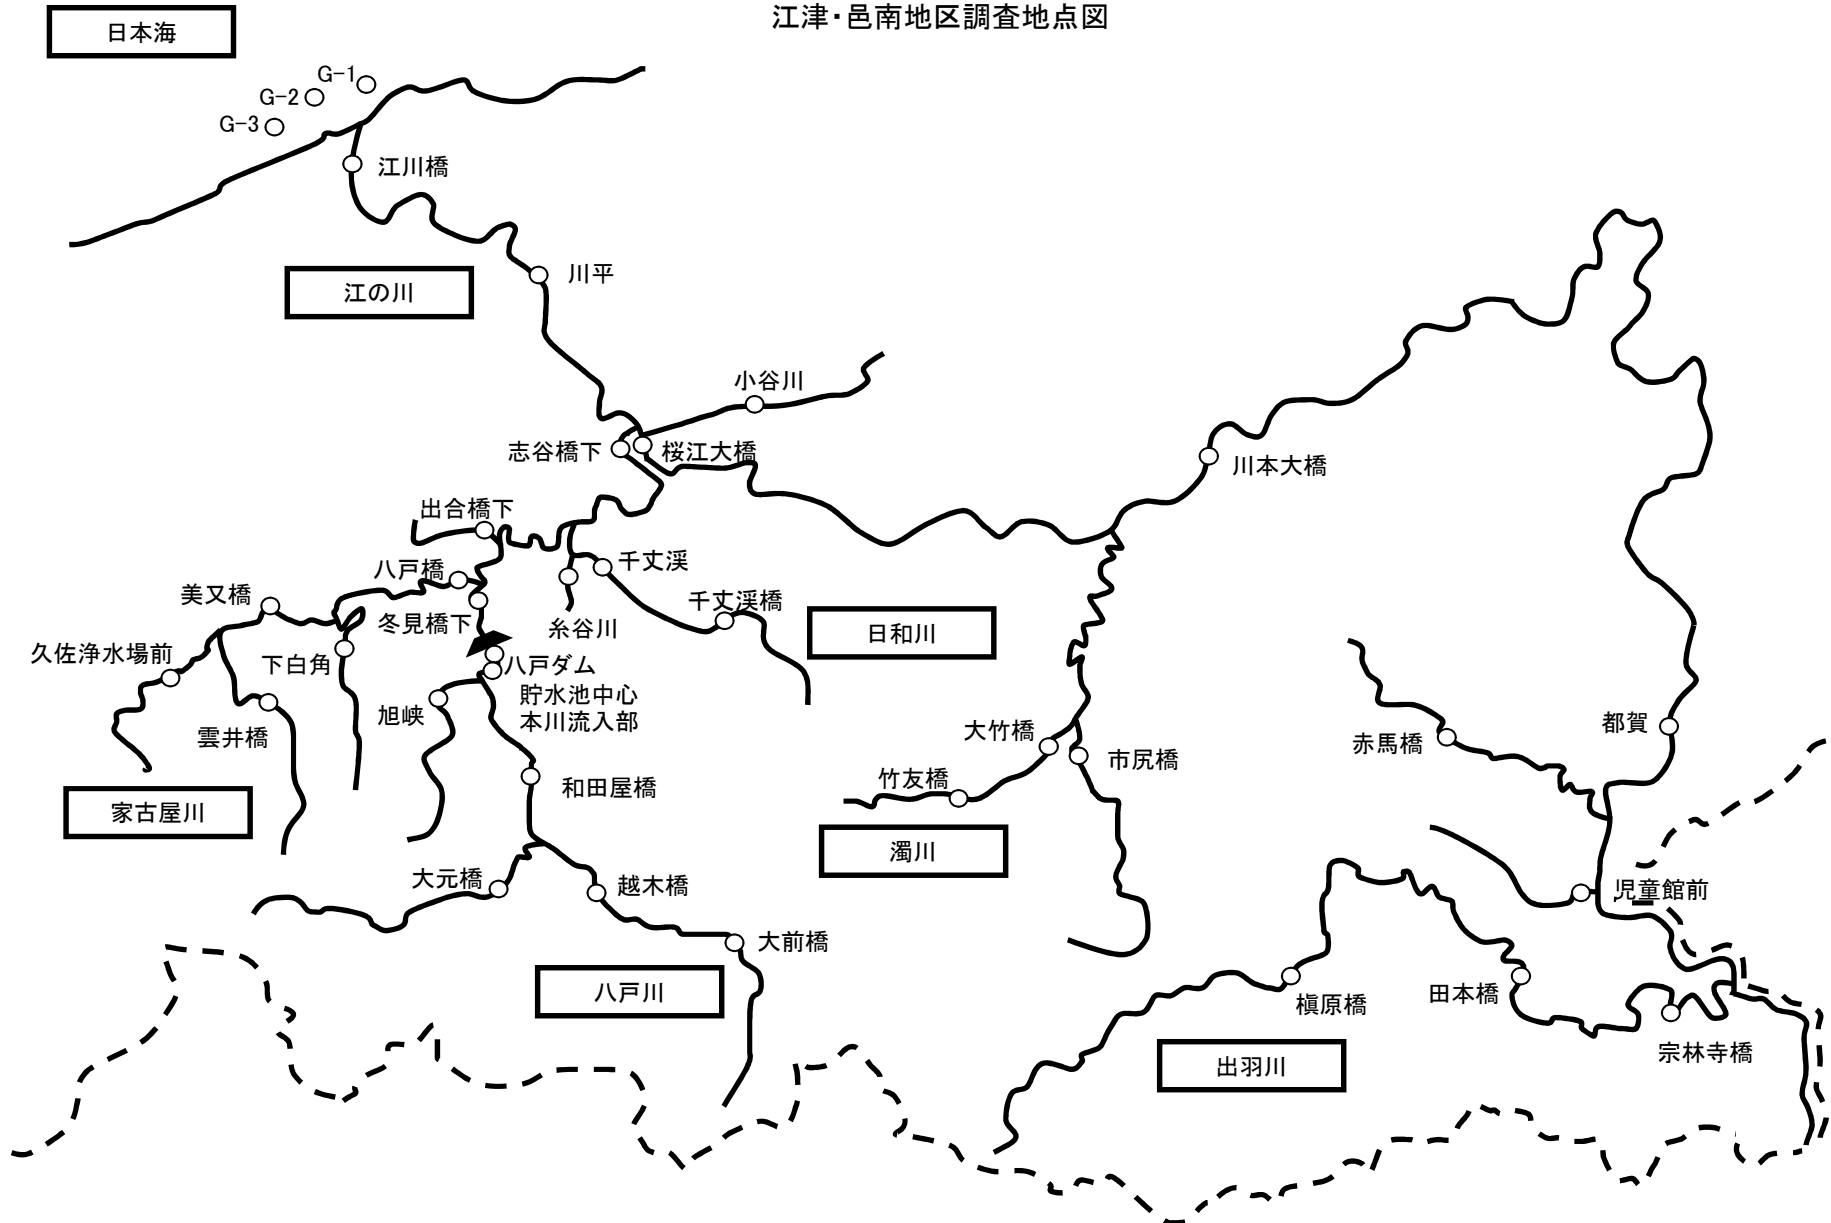 江津・邑南地区調査地点図
日本海
G-1
G-2
G-3
江川橋
川平
江の川
小谷川
志谷橋下
桜江大橋
川本大橋
出合橋下
千丈渓
八戸橋
美又橋
千丈渓橋
冬見橋下
糸谷川
日和川
久佐浄水場前
下白角
八戸ダム
貯水池中心
本川流入部
旭峡
雲井橋
大竹橋
市尻橋
赤馬橋
都賀
竹友橋
和田屋橋
家古屋川
濁川
大元橋
越木橋
児童館前
大前橋
八戸川
槇原橋
田本橋
宗林寺橋
出羽川